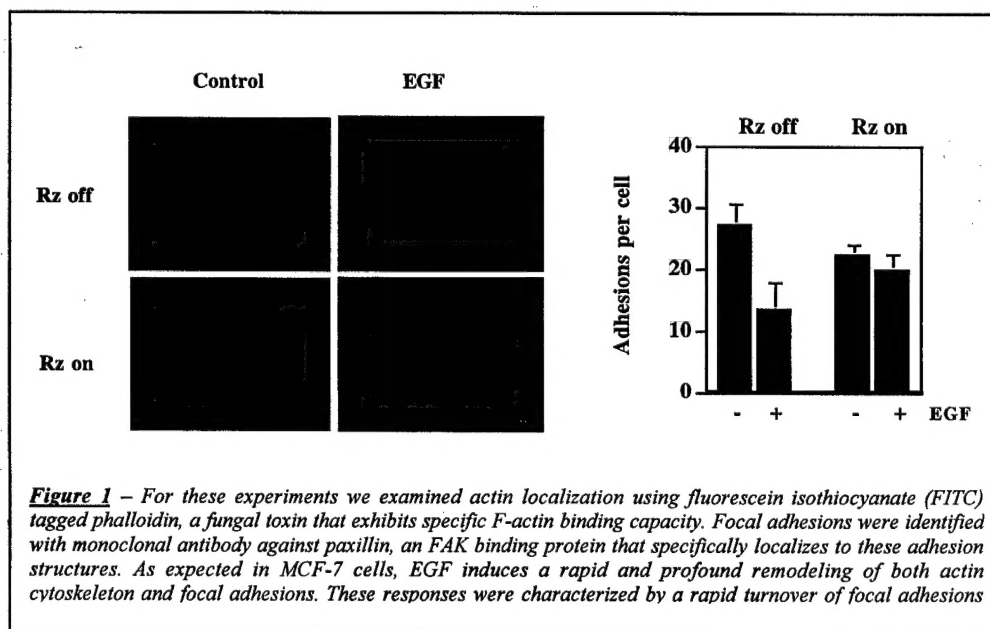 Control EGF
Rz off
Rz on
Rz off Rz on
Adhesions per cell
40
30
20
10
0
- + - + EGF
Figure 1 – For these experiments we examined actin localization using fluorescein isothiocyanate (FITC)
tagged phalloidin, a fungal toxin that exhibits specific F-actin binding capacity. Focal adhesions were identified
with monoclonal antibody against paxillin, an FAK binding protein that specifically localizes to these adhesion
structures. As expected in MCF-7 cells, EGF induces a rapid and profound remodeling of both actin
cytoskeleton and focal adhesions. These responses were characterized by a rapid turnover of focal adhesions